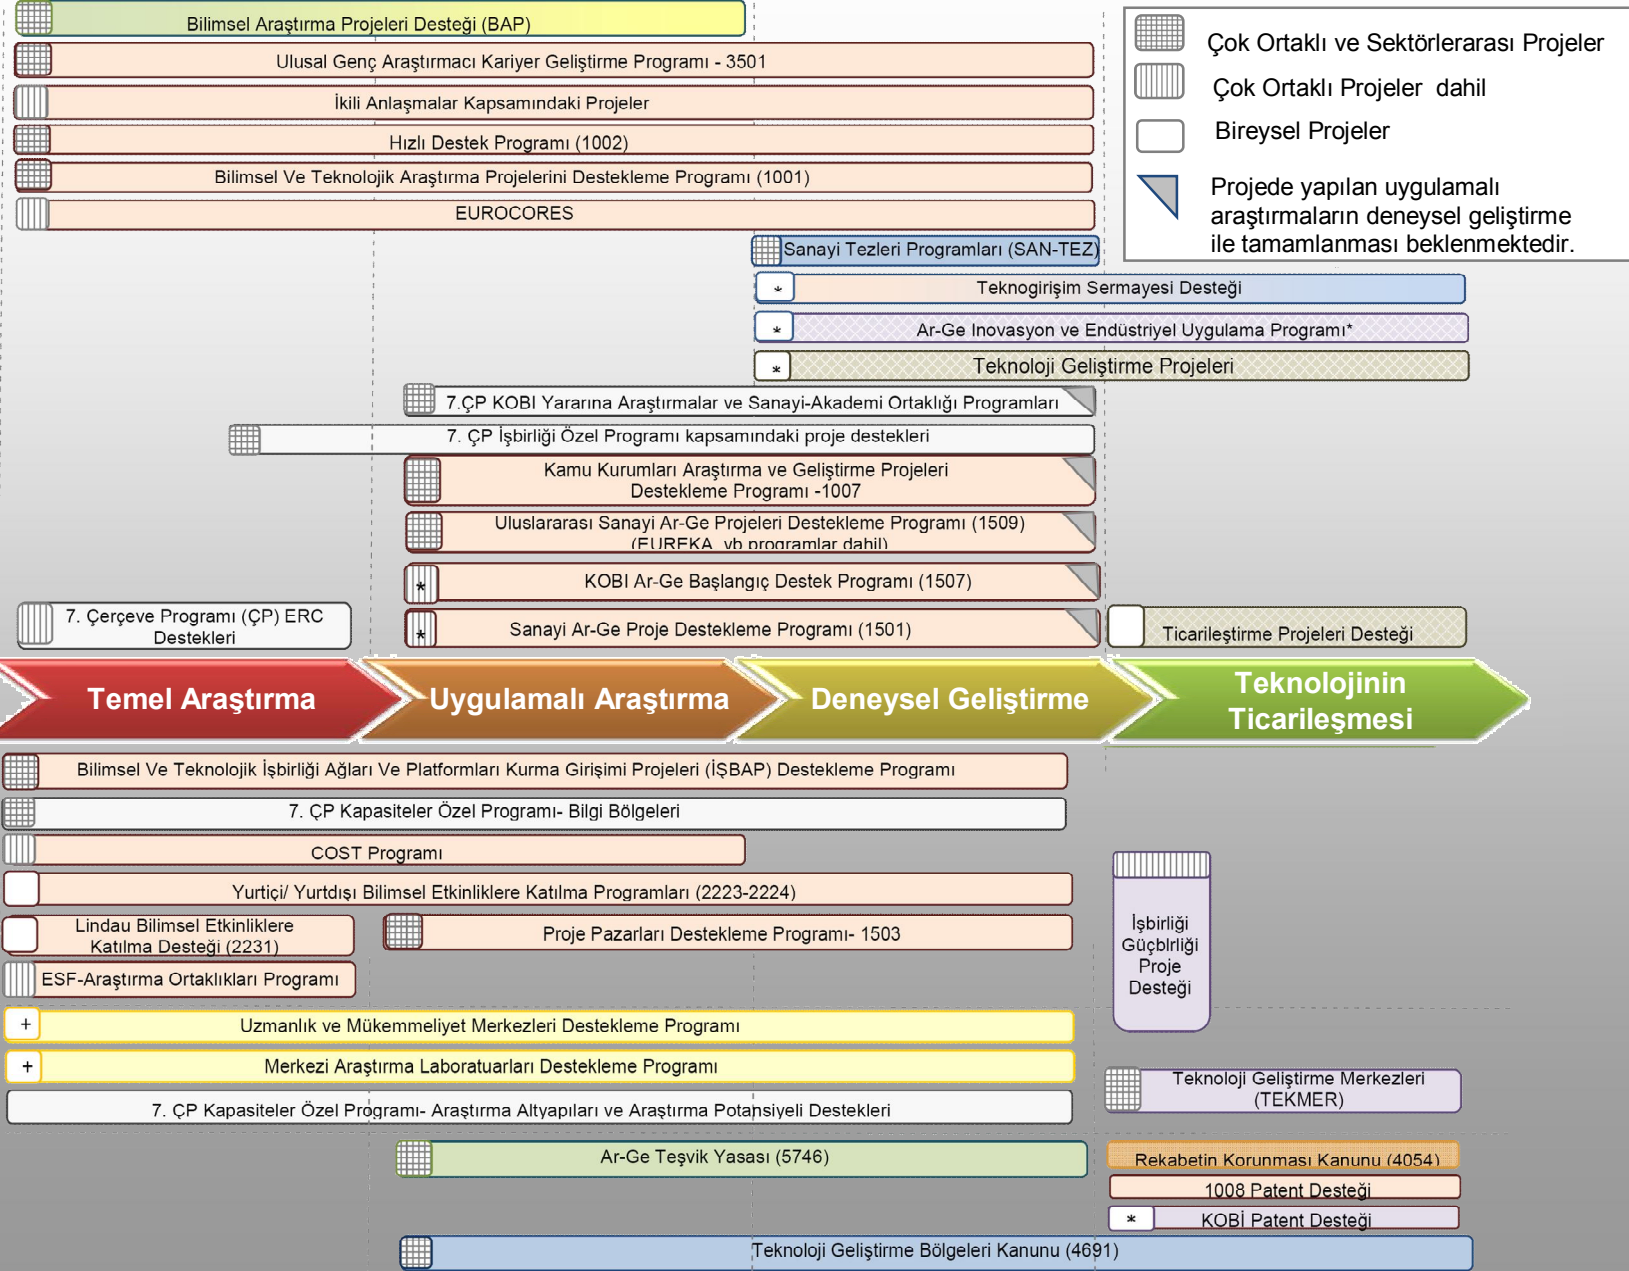 Bilimsel Araştırma Projeleri Desteği (BAP)
Ulusal Genç Araştırmacı Kariyer Geliştirme Programı - 3501
İkili Anlaşmalar Kapsamındaki Projeler
Hızlı Destek Programı (1002)
Bilimsel Ve Teknolojik Araştırma Projelerini Destekleme Programı (1001)
EUROCORES
Çok Ortaklı ve Sektörlerarası Projeler
Çok Ortaklı Projeler dahil
Bireysel Projeler
Projede yapılan uygulamalı
araştırmaların deneysel geliştirme
ile tamamlanması beklenmektedir.
Sanayi Tezleri Programları (SAN-TEZ)
* Teknogirişim Sermayesi Desteği
* Ar-Ge Inovasyon ve Endüstriyel Uygulama Programı*
* Teknoloji Geliştirme Projeleri
7.ÇP KOBI Yararına Araştırmalar ve Sanayi-Akademi Ortaklığı Programları
7. ÇP İşbirliği Özel Programı kapsamındaki proje destekleri
Kamu Kurumları Araştırma ve Geliştirme Projeleri
Destekleme Programı -1007
Uluslararası Sanayi Ar-Ge Projeleri Destekleme Programı (1509)
(EUREKA vb programlar dahil)
* KOBI Ar-Ge Başlangıç Destek Programı (1507)
7. Çerçeve Programı (ÇP) ERC
Destekleri
* Sanayi Ar-Ge Proje Destekleme Programı (1501)
Ticarileştirme Projeleri Desteği
Temel Araştırma
Uygulamalı Araştırma
Deneysel Geliştirme
Teknolojinin
Ticarileşmesi
Bilimsel Ve Teknolojik İşbirliği Ağları Ve Platformları Kurma Girişimi Projeleri (İŞBAP) Destekleme Programı
7. ÇP Kapasiteler Özel Programı- Bilgi Bölgeleri
COST Programı
Yurtiçi/ Yurtdışı Bilimsel Etkinliklere Katılma Programları (2223-2224)
Lindau Bilimsel Etkinliklere
Katılma Desteği (2231)
Proje Pazarları Destekleme Programı- 1503
ESF-Araştırma Ortaklıkları Programı
İşbirliği
Güçbİrliği
Proje
Desteği
+ Uzmanlık ve Mükemmeliyet Merkezleri Destekleme Programı
+ Merkezi Araştırma Laboratuarları Destekleme Programı
7. ÇP Kapasiteler Özel Programı- Araştırma Altyapıları ve Araştırma Potansiyeli Destekleri
Teknoloji Geliştirme Merkezleri
(TEKMER)
Ar-Ge Teşvik Yasası (5746)
Rekabetin Korunması Kanunu (4054)
1008 Patent Desteği
* KOBİ Patent Desteği
Teknoloji Geliştirme Bölgeleri Kanunu (4691)